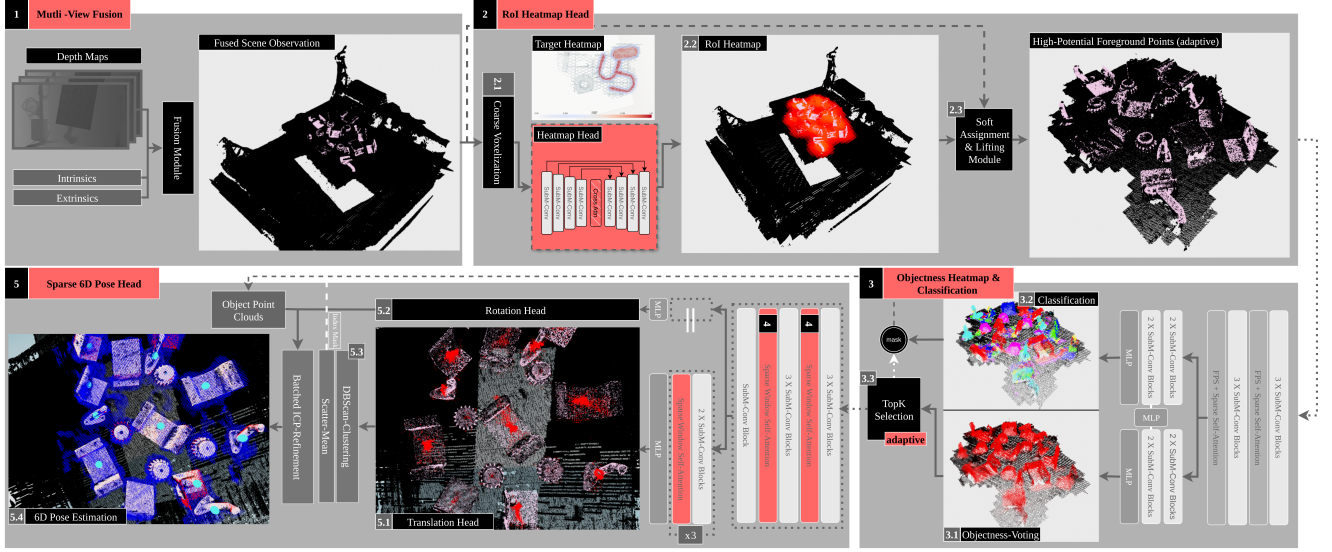 1 Mutli -View Fusion
Depth Maps
Intrinsics
Extrinsics
Fusion Module
Fused Scene Observation
2 RoI Heatmap Head
2.1
Coarse Voxelization
Target Heatmap
Heatmap Head
SubM-Conv
SubM-Conv
SubM-Conv
SubM-Conv
Cross Attn
SubM-Conv
SubM-Conv
SubM-Conv
SubM-Conv
2.2 RoI Heatmap
2.3
Soft
Assignment
& Lifting
Module
High-Potential Foreground Points (adaptive)
3 Objectness Heatmap &
Classification
3 X SubM-Conv Blocks
FPS + Sparse Self-Attention
3 X SubM-Conv Blocks
FPS + Sparse Self-Attention
2 X SubM-Conv Blocks
2 X SubM-Conv Blocks
MLP
MLP
2 X SubM-Conv Blocks
2 X SubM-Conv Blocks
MLP
3.2 Classification
3.1 Objectness-Voting
mask
3.3
TopK
Selection
adaptive
5 Sparse 6D Pose Head
3 X SubM-Conv Blocks
4
Sparse Window Self-Attention
3 X SubM-Conv Blocks
4
Sparse Window Self-Attention
SubM-Conv Block
MLP
2 X SubM-Conv Blocks
Sparse Window Self-Attention
MLP
x3
5.2 Rotation Head
5.1 Translation Head
Object Point
Clouds
Index Mask
5.3
DBScan-Clustering
Scatter-Mean
Batched ICP-Refinement
5.4 6D Pose Estimation